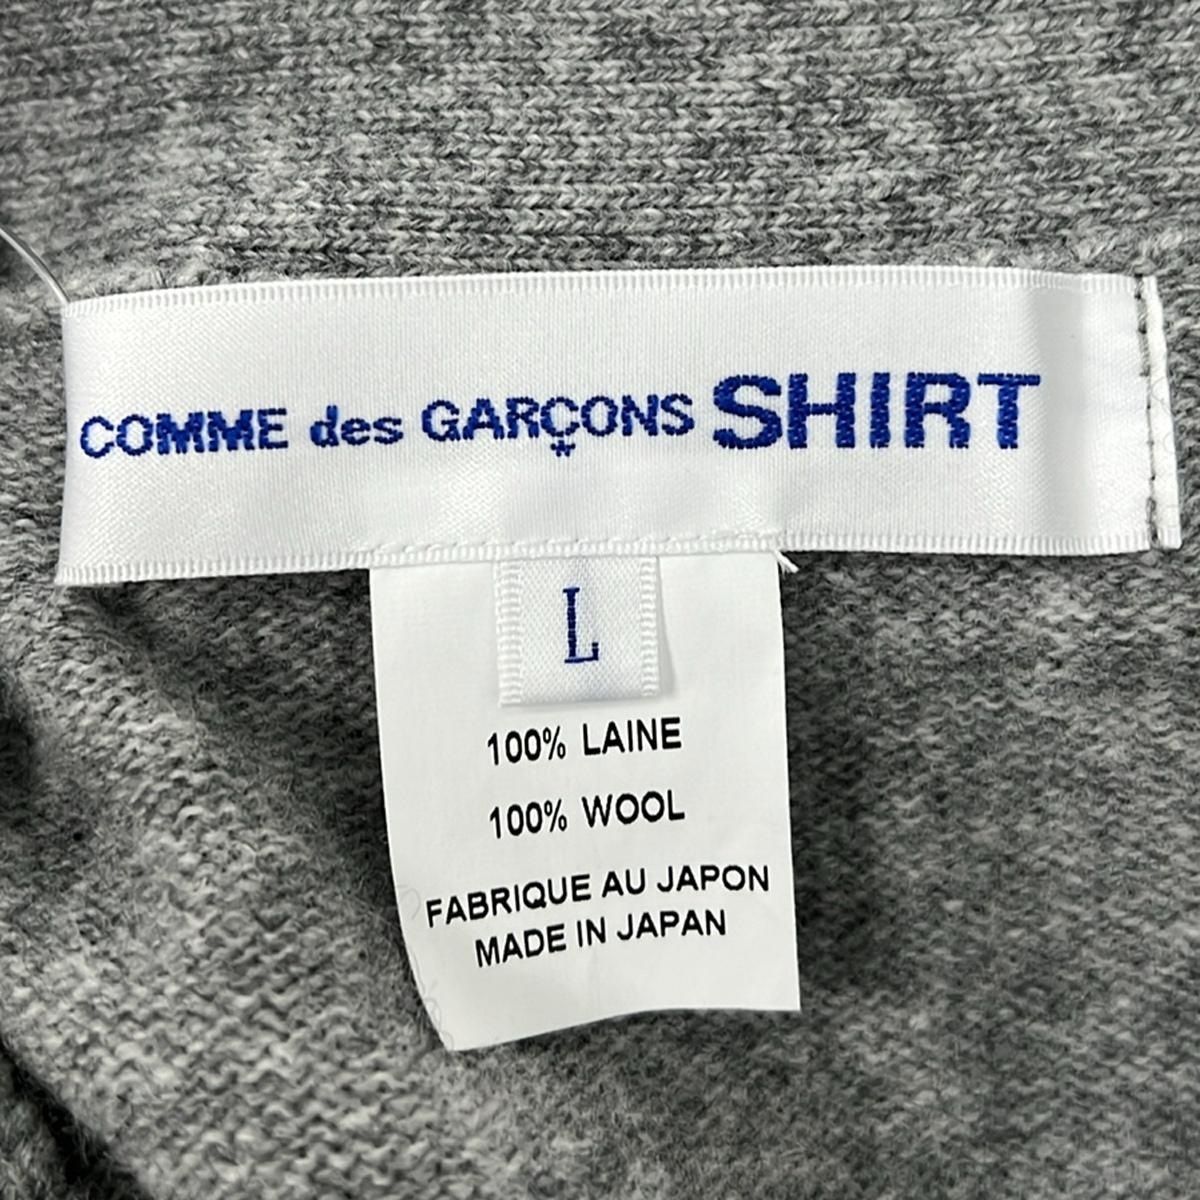 COMME des GARÇONS SHIRT
*
L
100% LAINE
100% WOOL
FABRIQUE AU JAPON
MADE IN JAPAN